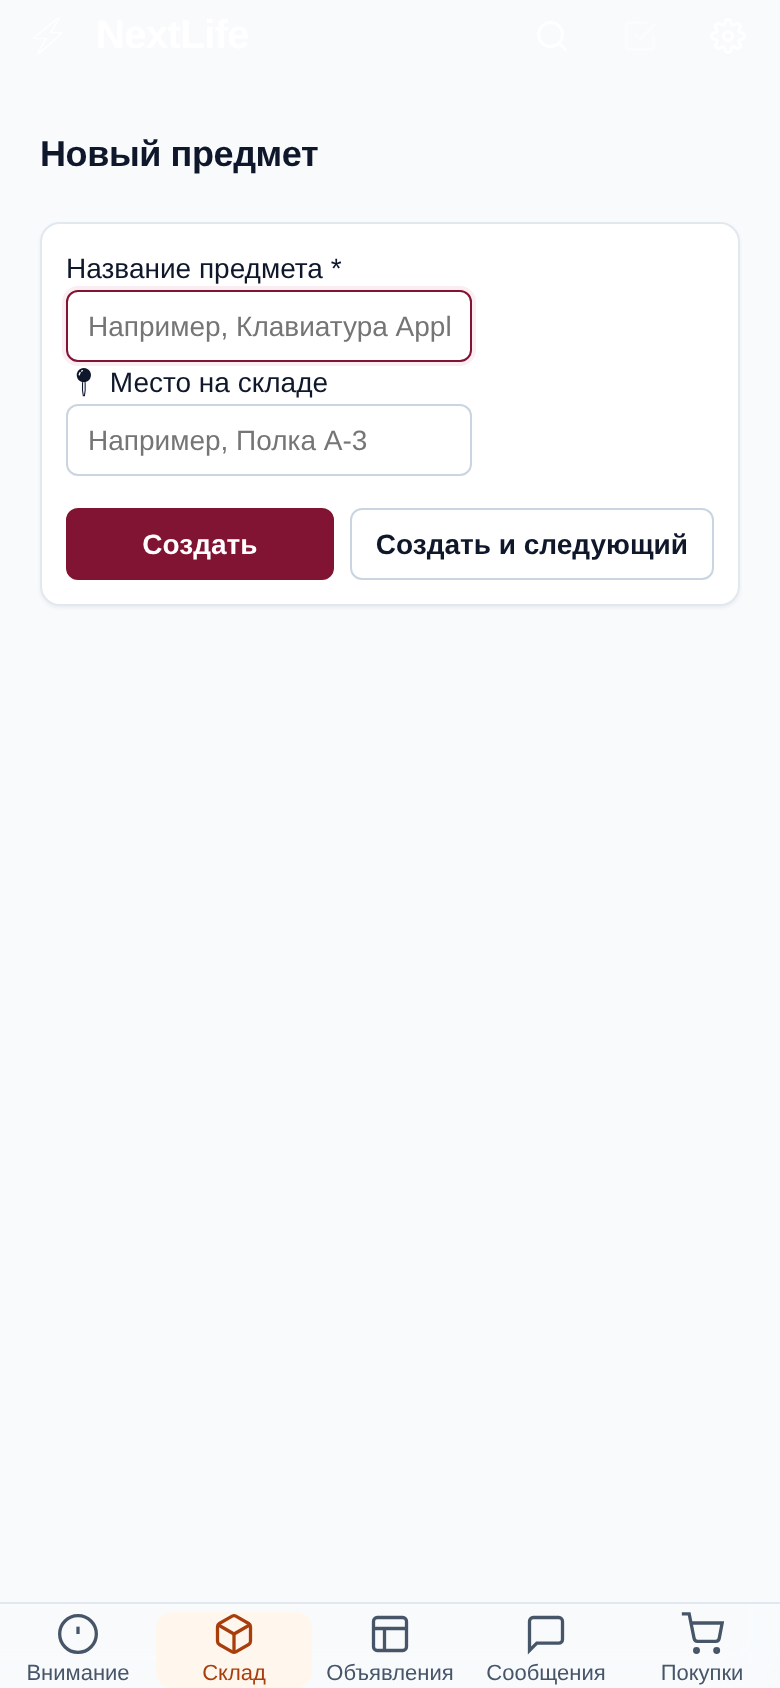 NextLife
Новый предмет
Название предмета *
Например, Клавиатура Appl
Место на складе
Например, Полка А-3
Создать
Создать и следующий
Внимание
Склад
Объявления
Сообщения
Покупки